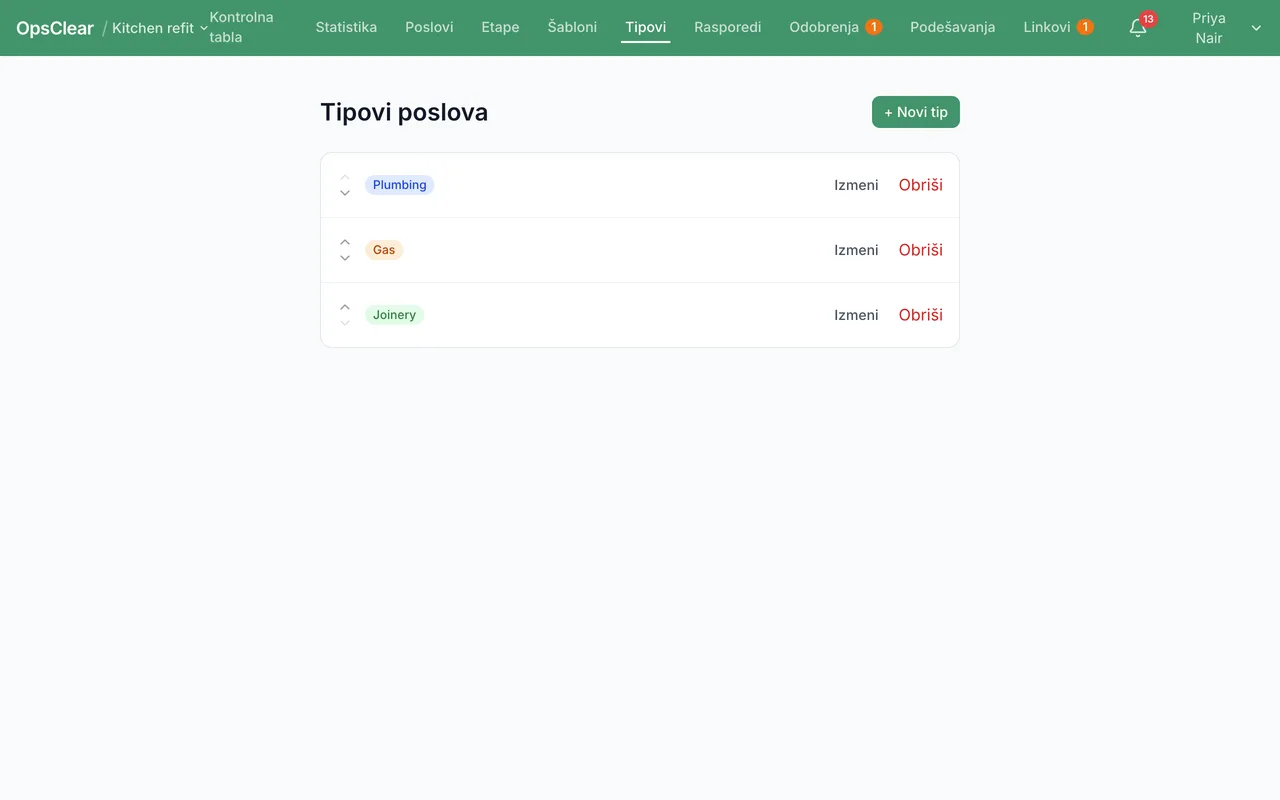 OpsClear / Kitchen refit
Kontrolna
tabla
Statistika
Poslovi
Etape
Šabloni
Tipovi
Rasporedi
Odobrenja 1
Podešavanja
Linkovi 1
13
Priya
Nair
Tipovi poslova
+ Novi tip
Plumbing Izmeni Obriši
Gas Izmeni Obriši
Joinery Izmeni Obriši